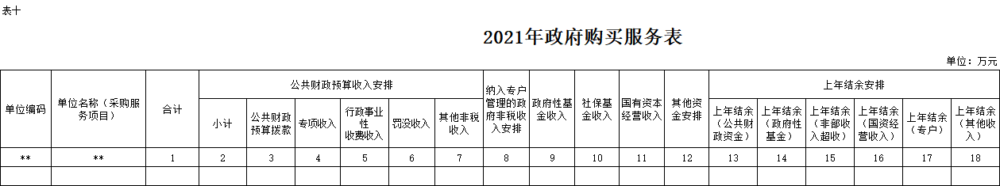 表十
2021年政府购买服务表
单位：万元
单位编码
单位名称（采购服
务项目）
合计
公共财政预算收入安排
小计
公共财政
预算拨款
专项收入
行政事业
性
收费收入
罚没收入
其他非税
收入
纳入专户
管理的政
府非税收
入安排
政府性基
金收入
社保基
金收入
国有资本
经营收入
其他资
金安排
上年结余安排
上年结余
（公共财
政资金）
上年结余
（政府性
基金）
上年结余
（非部收
入超收）
上年结余
（国资经
营收入）
上年结余
（专户）
上年结余
（其他收
入）
** ** 1 2 3 4 5 6 7 8 9 10 11 12 13 14 15 16 17 18